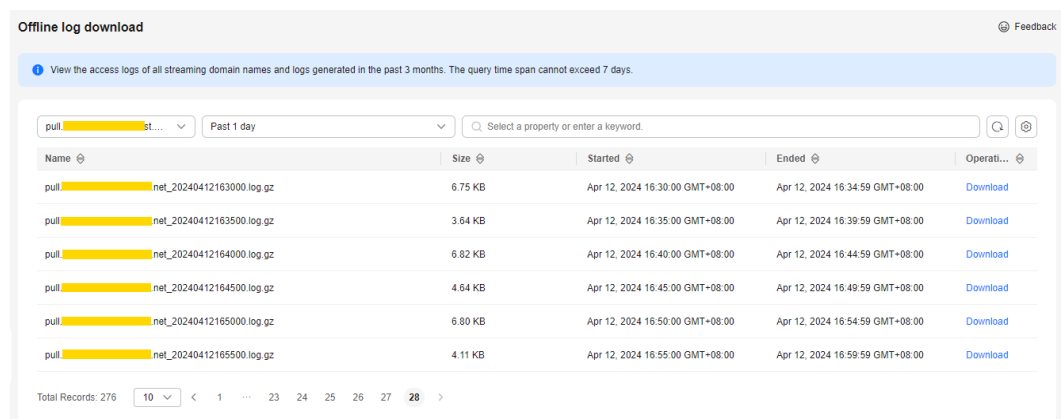 Offline log download
Feedback
View the access logs of all streaming domain names and logs generated in the past 3 months. The query time span cannot exceed 7 days.
pull. st.... Past 1 day Select a property or enter a keyword.
Name Size Started Ended Operati...
pull. .net_20240412163000.log.gz 6.75 KB Apr 12, 2024 16:30:00 GMT+08:00 Apr 12, 2024 16:34:59 GMT+08:00 Download
pull .net_20240412163500.log.gz 3.64 KB Apr 12, 2024 16:35:00 GMT+08:00 Apr 12, 2024 16:39:59 GMT+08:00 Download
pull. .net_20240412164000.log.gz 6.82 KB Apr 12, 2024 16:40:00 GMT+08:00 Apr 12, 2024 16:44:59 GMT+08:00 Download
pull. .net_20240412164500.log.gz 4.64 KB Apr 12, 2024 16:45:00 GMT+08:00 Apr 12, 2024 16:49:59 GMT+08:00 Download
pull. .net_20240412165000.log.gz 6.80 KB Apr 12, 2024 16:50:00 GMT+08:00 Apr 12, 2024 16:54:59 GMT+08:00 Download
pull. .net_20240412165500.log.gz 4.11 KB Apr 12, 2024 16:55:00 GMT+08:00 Apr 12, 2024 16:59:59 GMT+08:00 Download
Total Records: 276 10 < 1 ... 23 24 25 26 27 28 >